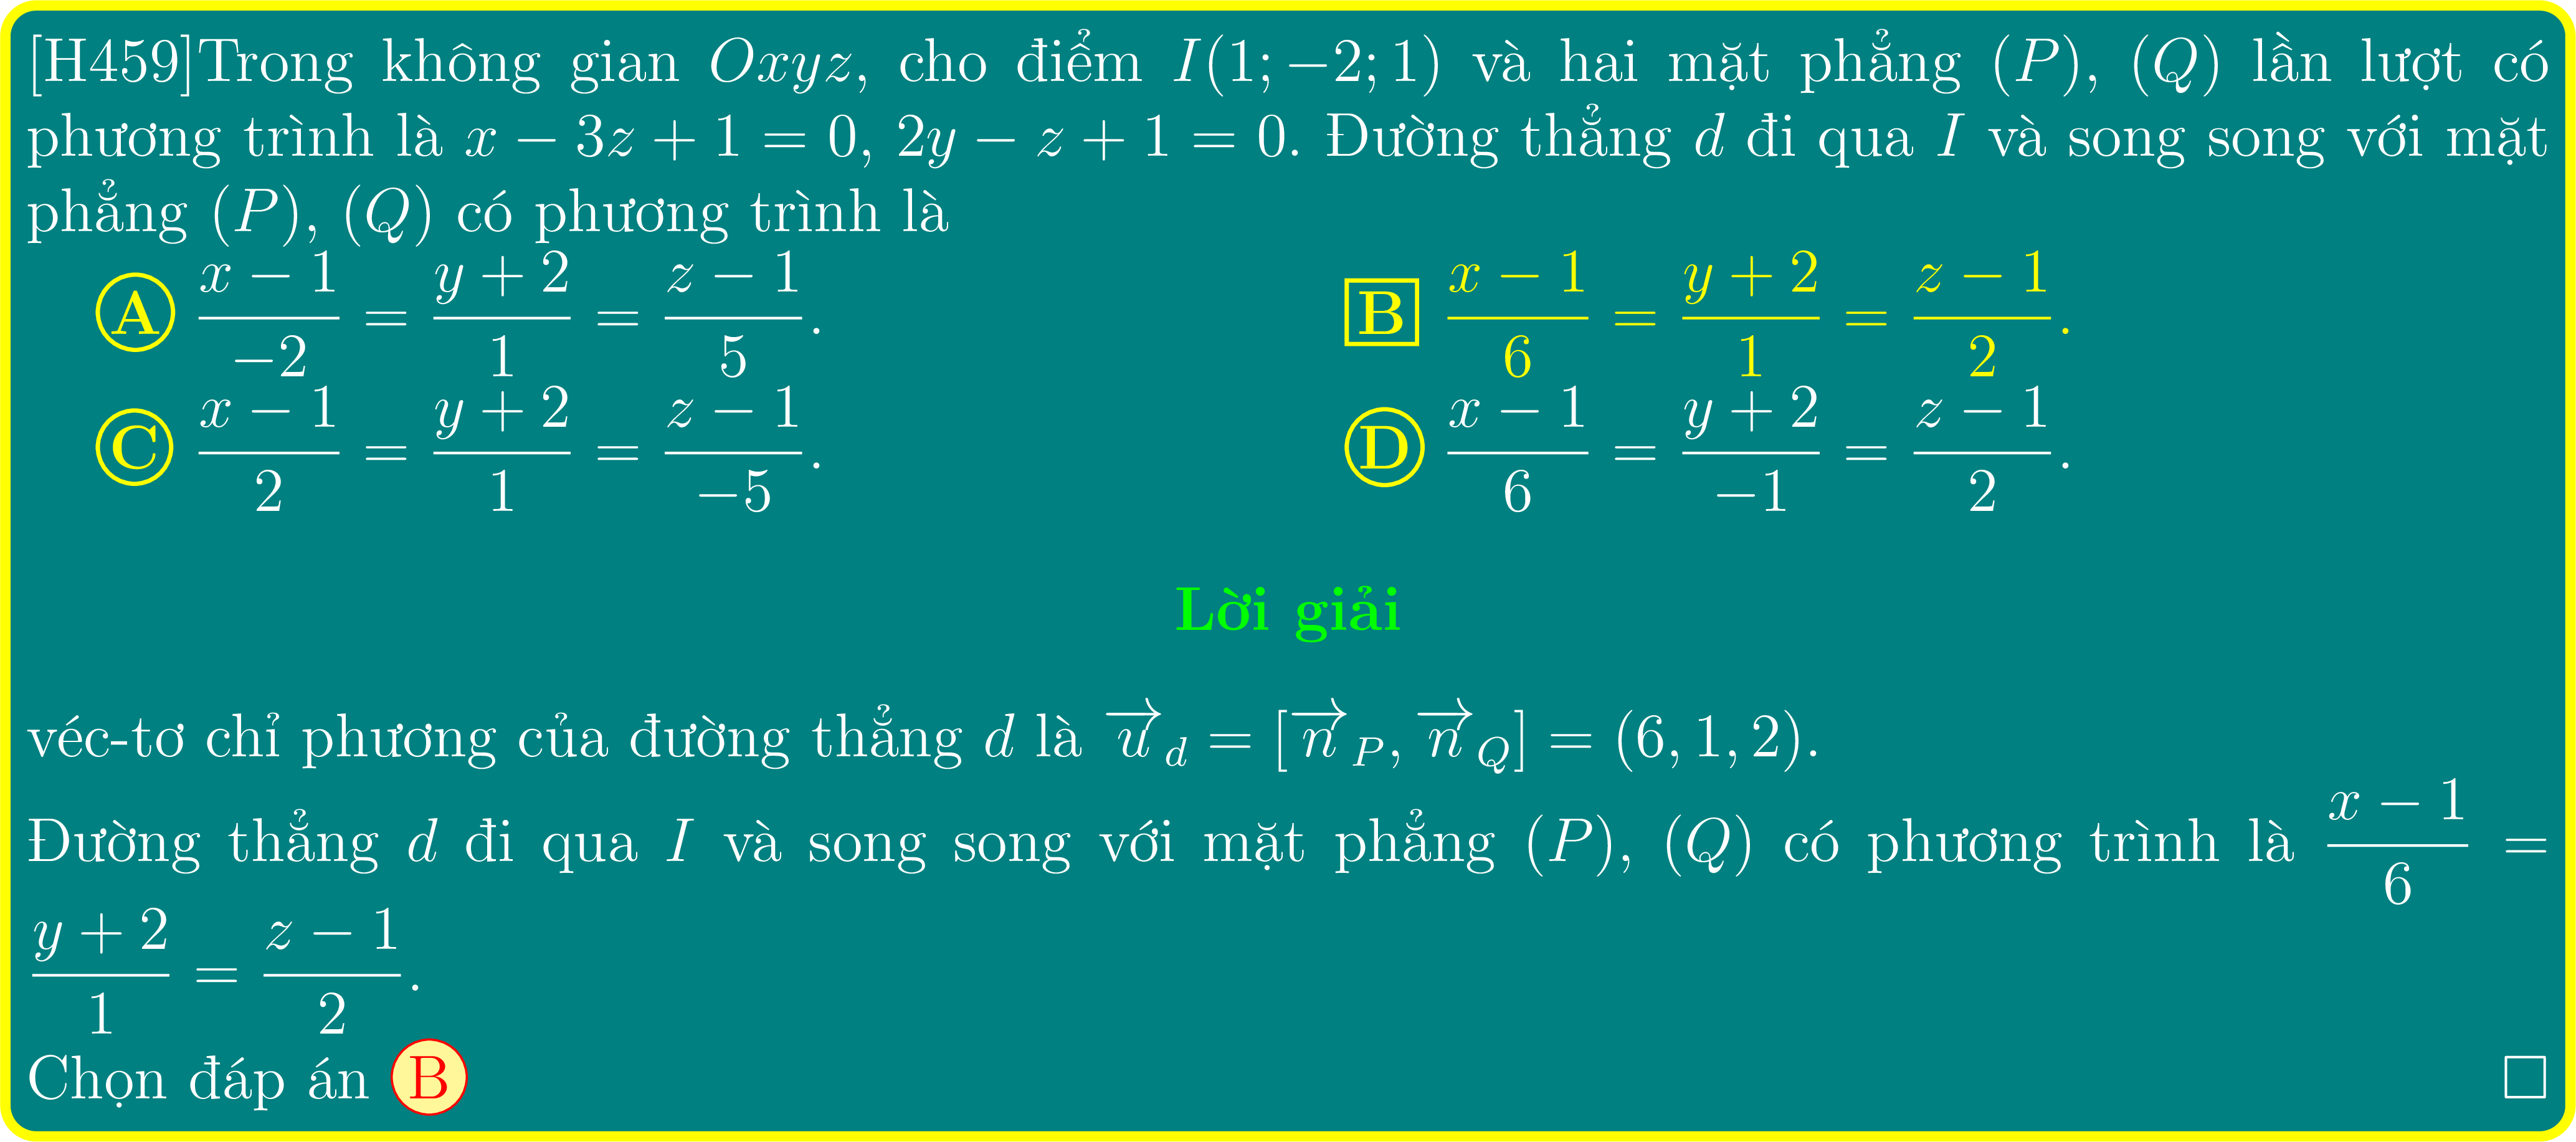 [H459]Trong không gian Oxyz, cho điểm I(1; −2; 1) và hai mặt phẳng (P), (Q) lần lượt có
phương trình là x − 3z + 1 = 0, 2y − z + 1 = 0. Đường thẳng d đi qua I và song song với mặt
phẳng (P), (Q) có phương trình là
A $\frac{x-1}{-2} = \frac{y+2}{1} = \frac{z-1}{5}$. B $\frac{x-1}{6} = \frac{y+2}{1} = \frac{z-1}{2}$.
C $\frac{x-1}{2} = \frac{y+2}{1} = \frac{z-1}{-5}$. D $\frac{x-1}{6} = \frac{y+2}{-1} = \frac{z-1}{2}$.
Lời giải
véc-tơ chỉ phương của đường thẳng d là $\overrightarrow{u}_d = [\overrightarrow{n}_P, \overrightarrow{n}_Q] = (6, 1, 2)$.
Đường thẳng d đi qua I và song song với mặt phẳng (P), (Q) có phương trình là $\frac{x-1}{6} =$
$\frac{y+2}{1} = \frac{z-1}{2}$.
Chọn đáp án B □